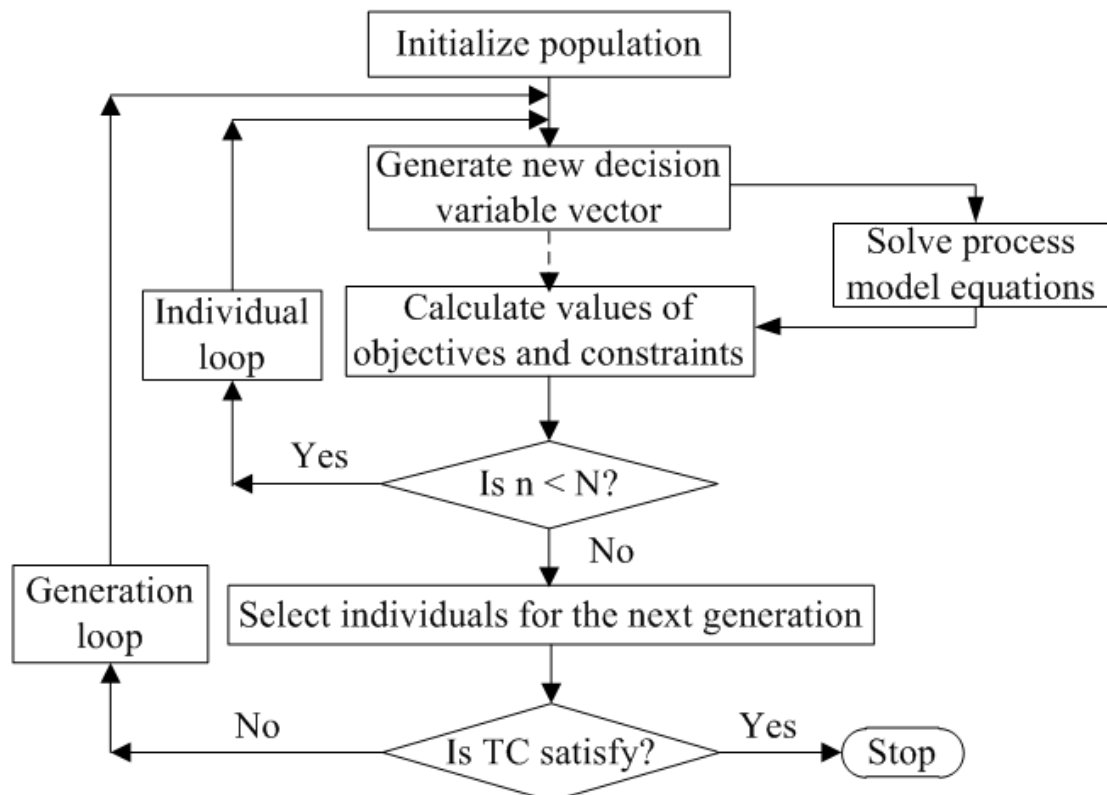 Initialize population
Generate new decision
variable vector
Solve process
model equations
Calculate values of
objectives and constraints
Individual
loop
Yes
Is n < N?
No
Generation
loop
Select individuals for the next generation
No
Is TC satisfy?
Yes
Stop